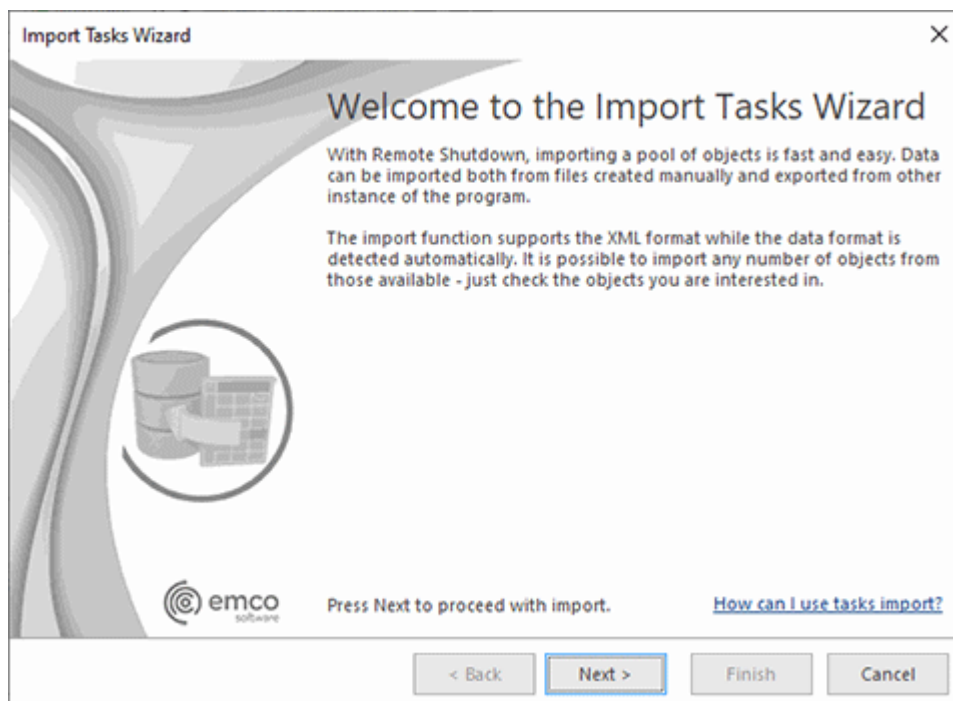 Import Tasks Wizard
Welcome to the Import Tasks Wizard
With Remote Shutdown, importing a pool of objects is fast and easy. Data
can be imported both from files created manually and exported from other
instance of the program.
The import function supports the XML format while the data format is
detected automatically. It is possible to import any number of objects from
those available - just check the objects you are interested in.
emco
software
Press Next to proceed with import.
How can I use tasks import?
< Back
Next >
Finish
Cancel